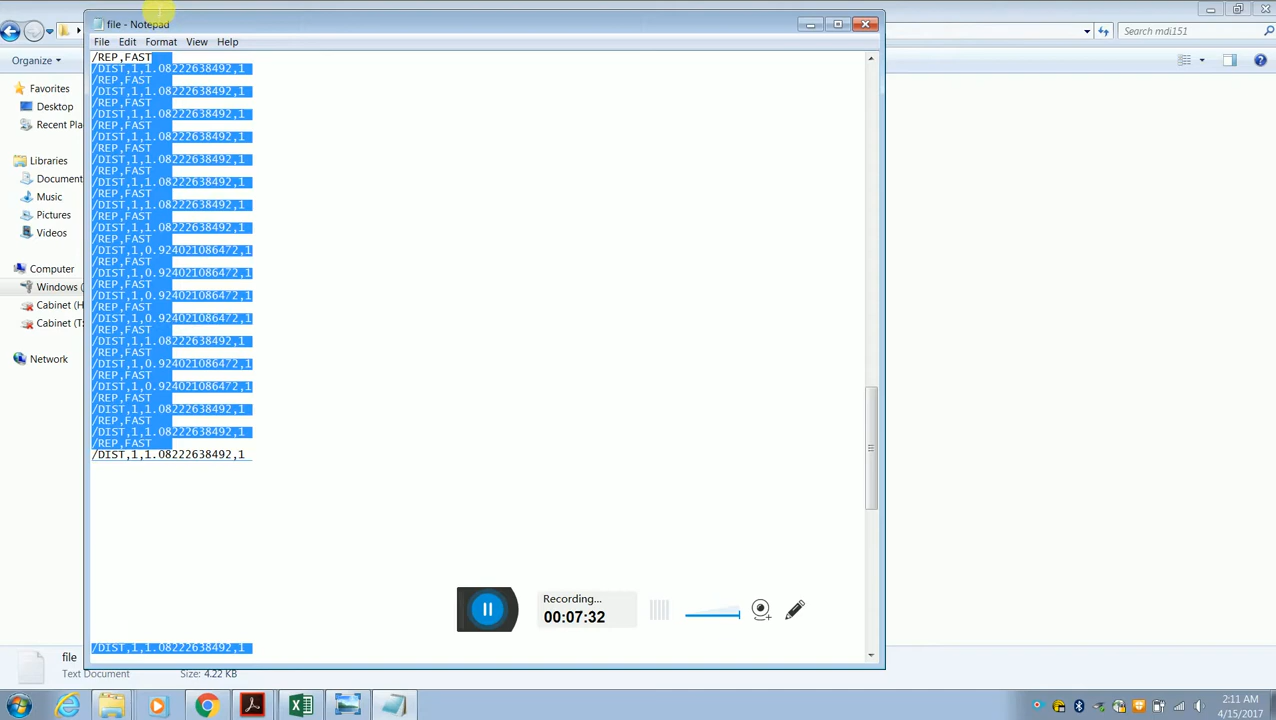 file - Notepad
Search mdi151
File Edit Format View Help
Organize
/REP,FAST
/DIST,1,1.08222638492,1
/REP,FAST
/DIST,1,1.08222638492,1
/REP,FAST
/DIST,1,1.08222638492,1
/REP,FAST
/DIST,1,1.08222638492,1
/REP,FAST
/DIST,1,1.08222638492,1
/REP,FAST
/DIST,1,1.08222638492,1
/REP,FAST
/DIST,1,1.08222638492,1
/REP,FAST
/DIST,1,1.08222638492,1
/REP,FAST
/DIST,1,0.924021086472,1
/REP,FAST
/DIST,1,0.924021086472,1
/REP,FAST
/DIST,1,0.924021086472,1
/REP,FAST
/DIST,1,0.924021086472,1
/REP,FAST
/DIST,1,1.08222638492,1
/REP,FAST
/DIST,1,0.924021086472,1
/REP,FAST
/DIST,1,0.924021086472,1
/REP,FAST
/DIST,1,1.08222638492,1
/REP,FAST
/DIST,1,1.08222638492,1
/REP,FAST
/DIST,1,1.08222638492,1
/DIST,1,1.08222638492,1
Favorites
Desktop
Recent Pla
Libraries
Document
Music
Pictures
Videos
Computer
Windows (
Cabinet (H
Cabinet (T:
Network
Recording...
00:07:32
file
Text Document
Size: 4.22 KB
2:11 AM
4/15/2017